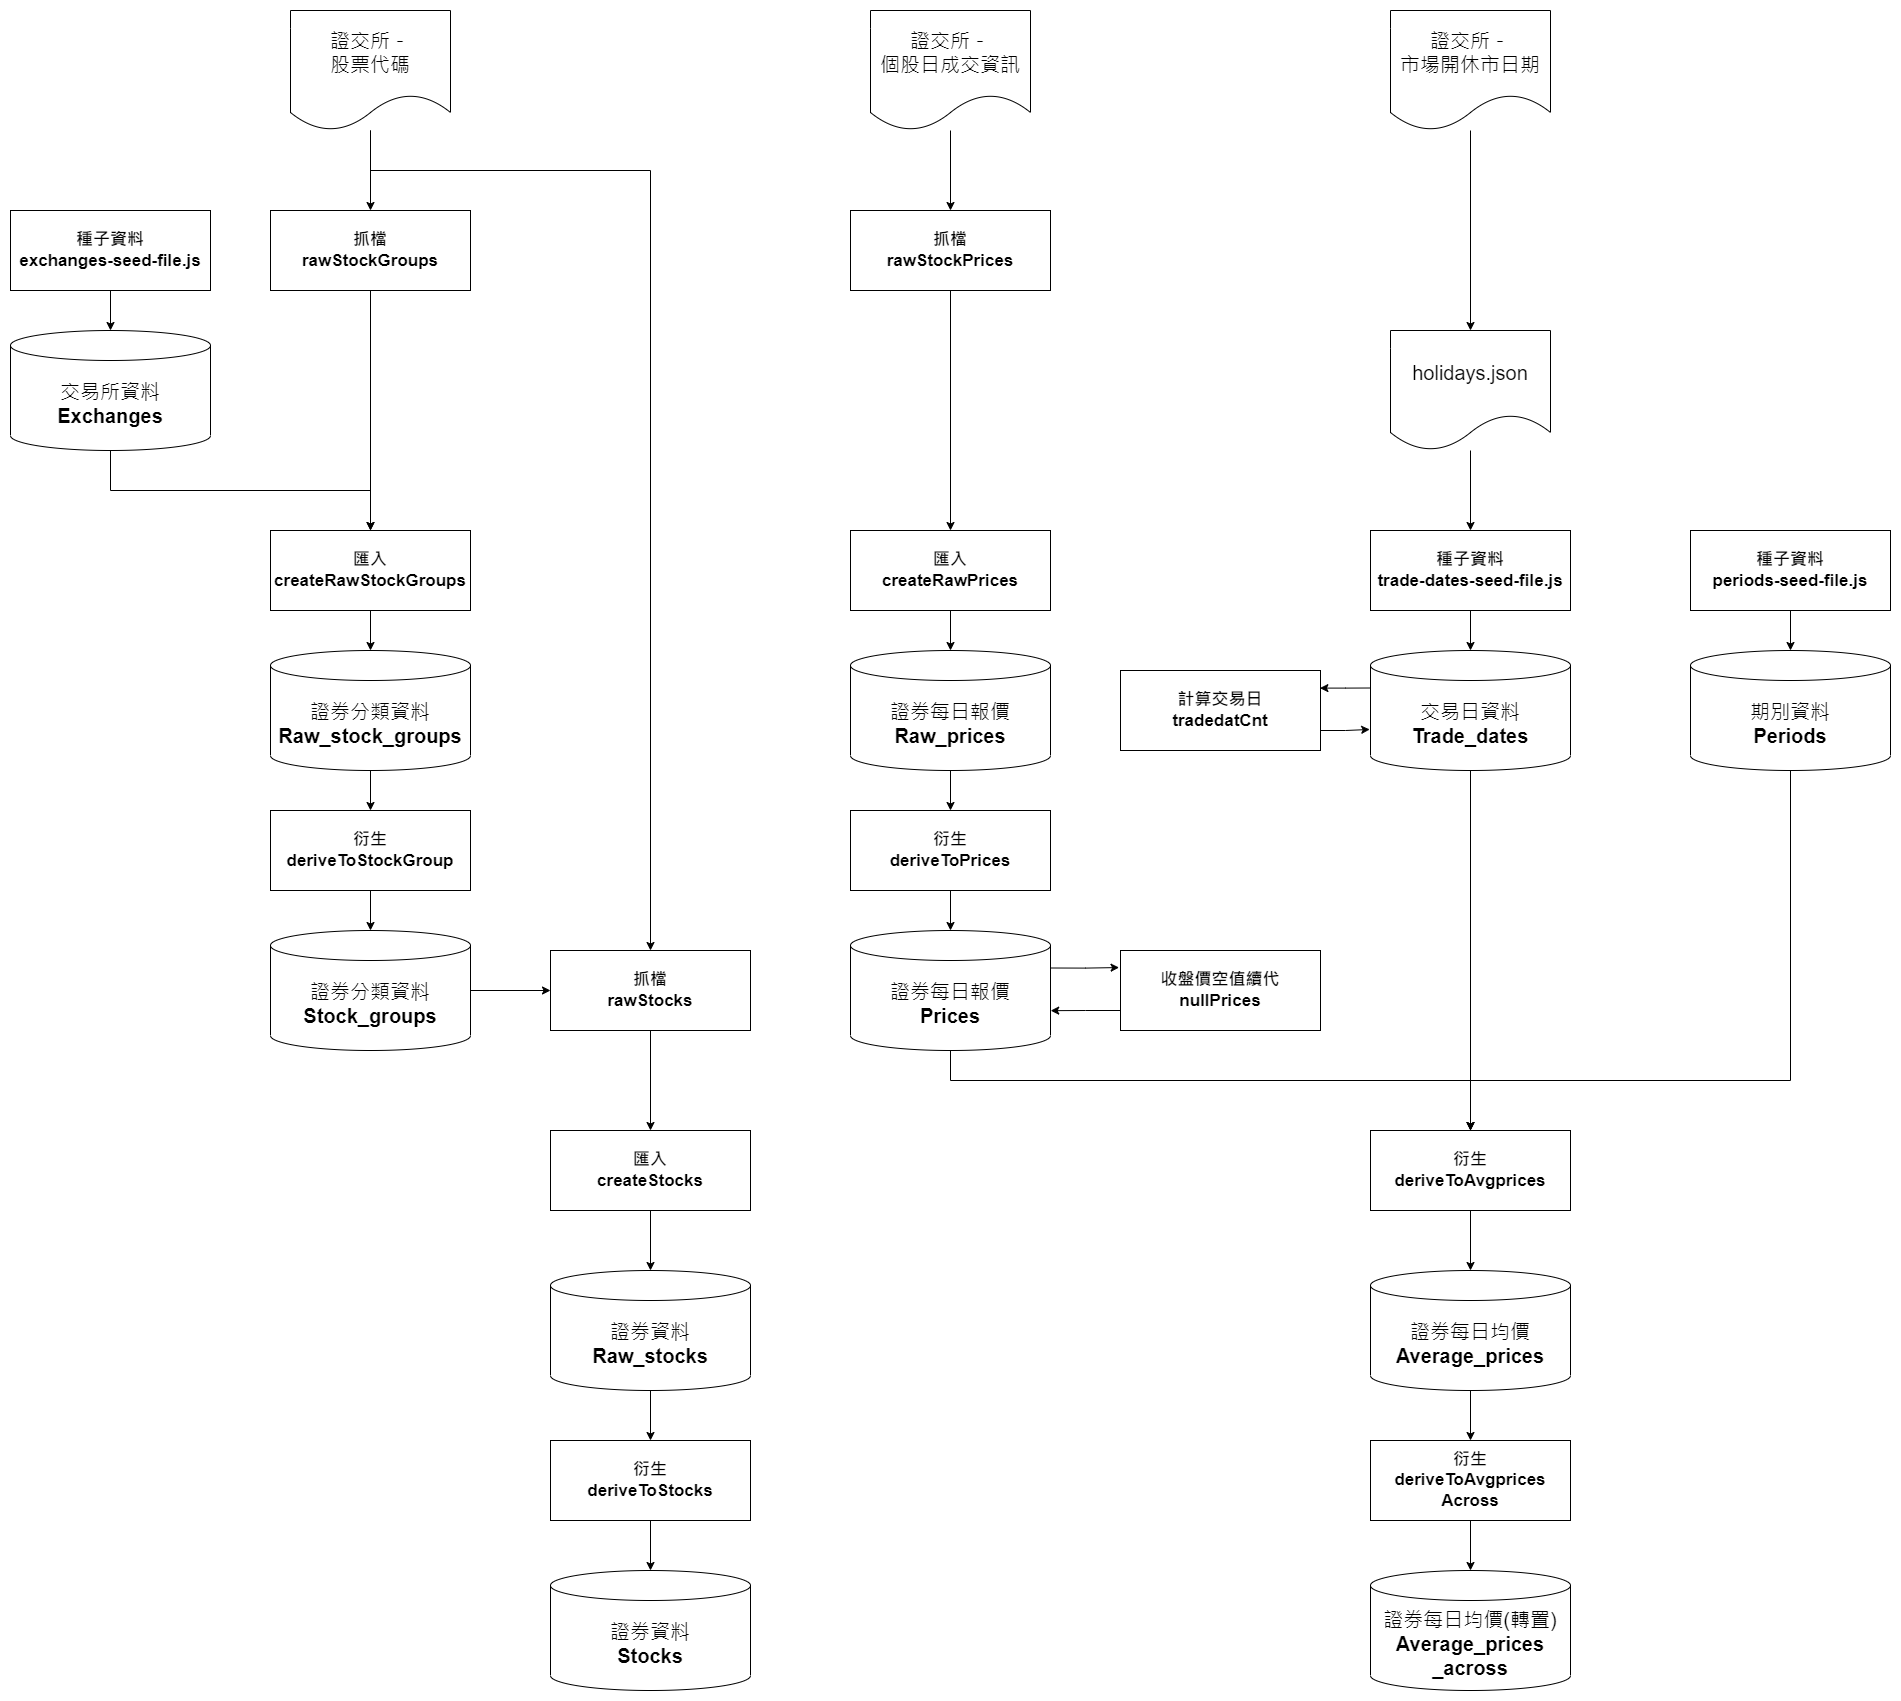 證交所 -
股票代碼
證交所 -
個股日成交資訊
證交所 -
市場開休市日期
種子資料
exchanges-seed-file.js
抓檔
rawStockGroups
抓檔
rawStockPrices
交易所資料
Exchanges
holidays.json
匯入
createRawStockGroups
匯入
createRawPrices
種子資料
trade-dates-seed-file.js
種子資料
periods-seed-file.js
證券分類資料
Raw_stock_groups
證券每日報價
Raw_prices
計算交易日
tradedatCnt
交易日資料
Trade_dates
期別資料
Periods
衍生
deriveToStockGroup
衍生
deriveToPrices
證券分類資料
Stock_groups
抓檔
rawStocks
證券每日報價
Prices
收盤價空值續代
nullPrices
匯入
createStocks
衍生
deriveToAvgprices
證券資料
Raw_stocks
證券每日均價
Average_prices
衍生
deriveToStocks
衍生
deriveToAvgprices
Across
證券資料
Stocks
證券每日均價(轉置)
Average_prices
_across